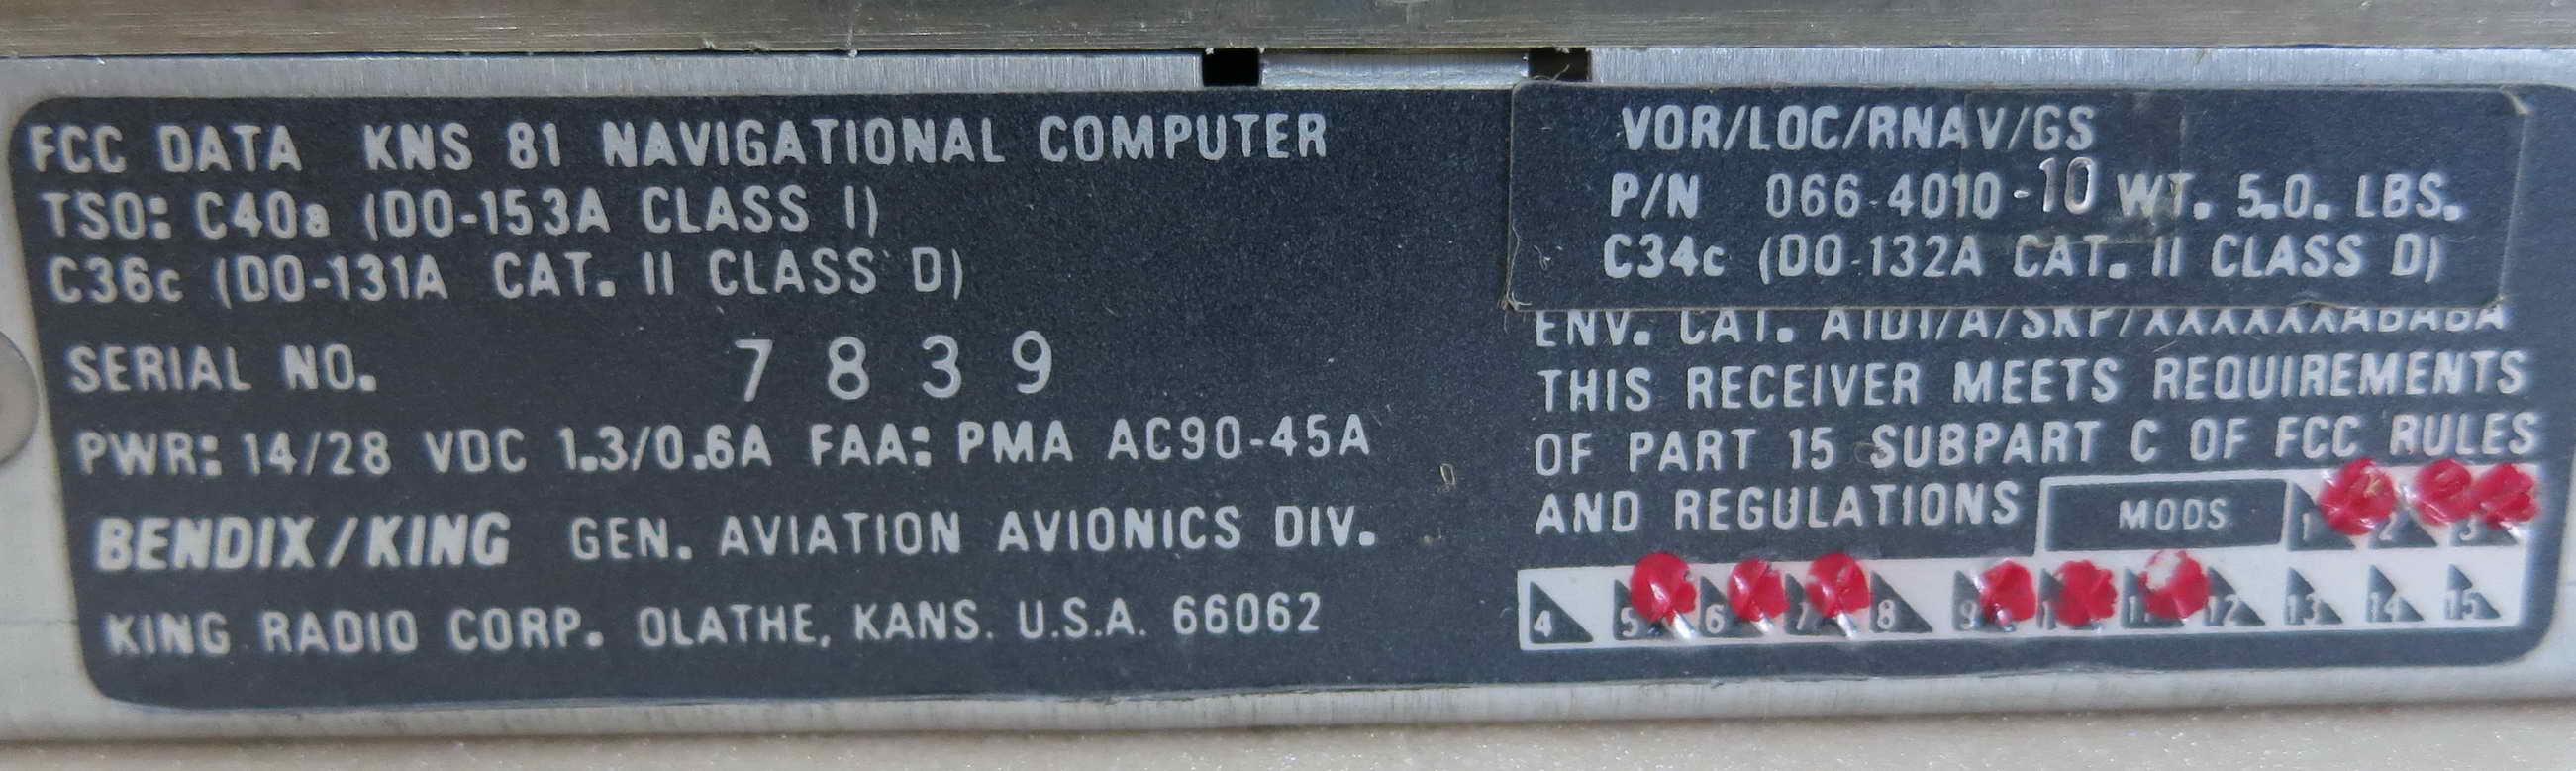 FCC DATA KNS 81 NAVIGATIONAL COMPUTER
TSO: C40a (DO-153A CLASS I)
C36c (DO-131A CAT. II CLASS D)
SERIAL NO. 7839
PWR: 14/28 VDC 1.3/0.6A FAA: PMA AC90-45A
BENDIX/KING GEN. AVIATION AVIONICS DIV.
KING RADIO CORP. OLATHE, KANS. U.S.A. 66062
VOR/LOC/RNAV/GS
P/N 066-4010-10 WT. 5.0. LBS.
C34c (DO-132A CAT. II CLASS D)
ENV. CAT.
THIS RECEIVER MEETS REQUIREMENTS
OF PART 15 SUBPART C OF FCC RULES
AND REGULATIONS MODS 1 2 3
4 5 6 7 8 9 12 13 14 15